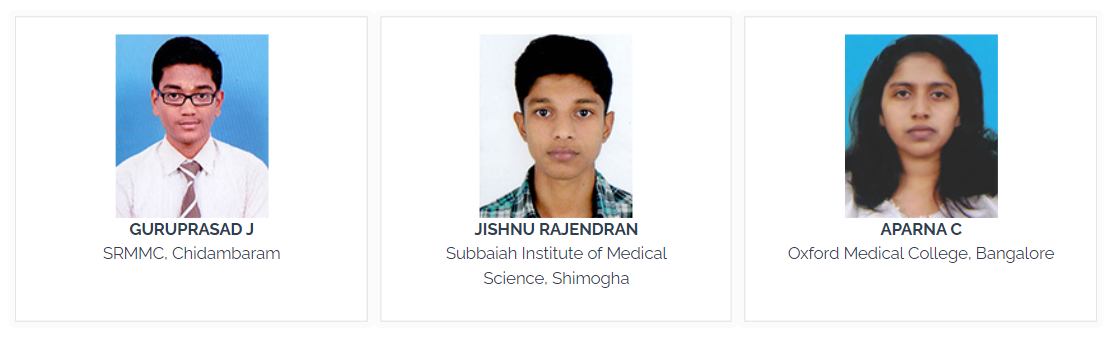 GURUPRASAD J
SRMMC, Chidambaram
JISHNU RAJENDRAN
Subbaiah Institute of Medical
Science, Shimogha
APARNA C
Oxford Medical College, Bangalore